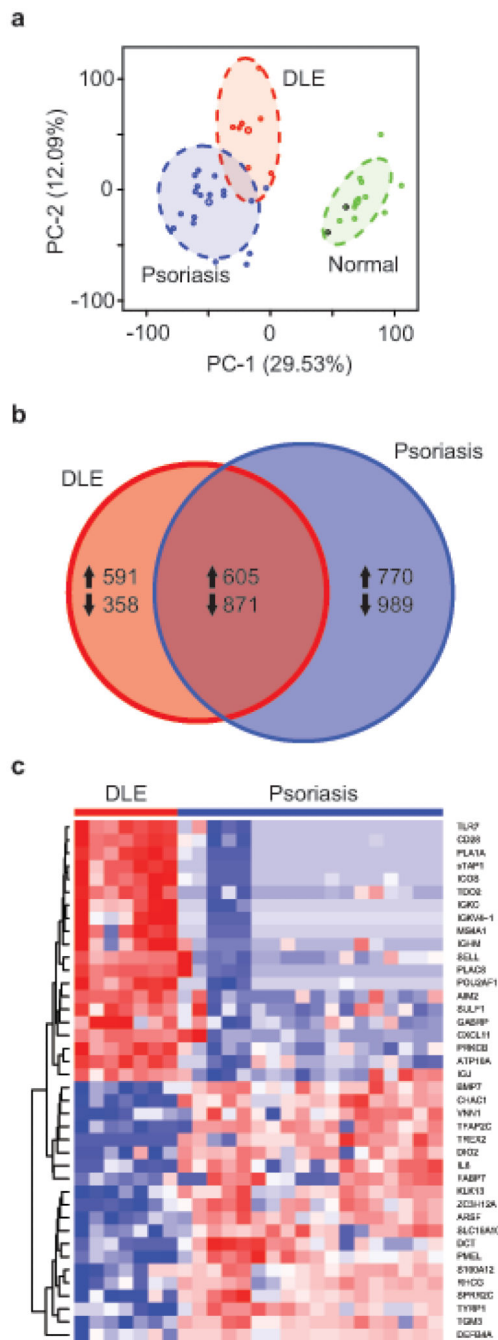 a
100
0
-100
PC-2 (12.09%)
DLE
Psoriasis
Normal
-100
0
100
PC-1 (29.53%)
b
DLE
Psoriasis
591
358
605
871
770
989
c
DLE
Psoriasis
TLR7
CD28
PLA1A
sTAP1
ICOS
TDO2
IGKC
IGKV4-1
MS4A1
IGHM
SELL
PLAC8
POU2AF1
AIM2
SULF1
GABRP
CXCL11
PRKCB
ATP10A
IGJ
BMP7
CHAC1
VNN1
TFAP2C
TREX2
DIO2
IL8
FABP7
KLK13
ZC3H12A
ARSF
DCT
PMEL
S100A12
RHCG
SPRR2C
TYRP1
TGM3
DEFB4A